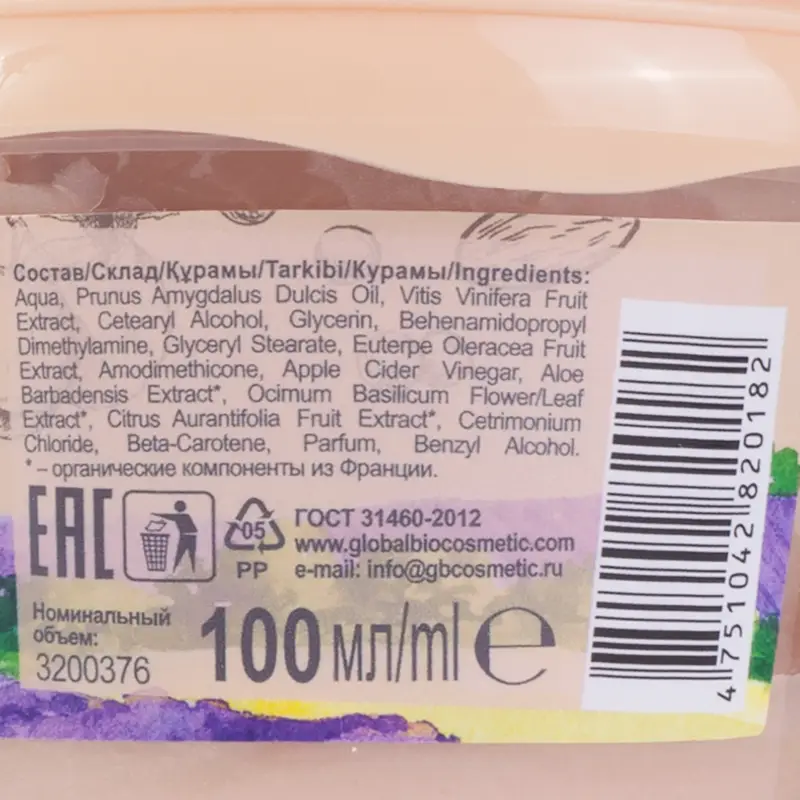 Состав/Склад/Құрамы/Tarkibi/Курамы/Ingredients:
Aqua, Prunus Amygdalus Dulcis Oil, Vitis Vinifera Fruit
Extract, Cetearyl Alcohol, Glycerin, Behenamidopropyl
Dimethylamine, Glyceryl Stearate, Euterpe Oleracea Fruit
Extract, Amodimethicone, Apple Cider Vinegar, Aloe
Barbadensis Extract*, Ocimum Basilicum Flower/Leaf
Extract*, Citrus Aurantifolia Fruit Extract*, Cetrimonium
Chloride, Beta-Carotene, Parfum, Benzyl Alcohol.
* – органические компоненты из Франции.
EAC
05
PP
ГОСТ 31460-2012
www.globalbiocosmetic.com
e-mail: info@gbcosmetic.ru
Номинальный
объем:
3200376
100 мл/ml e
4 751042 820182